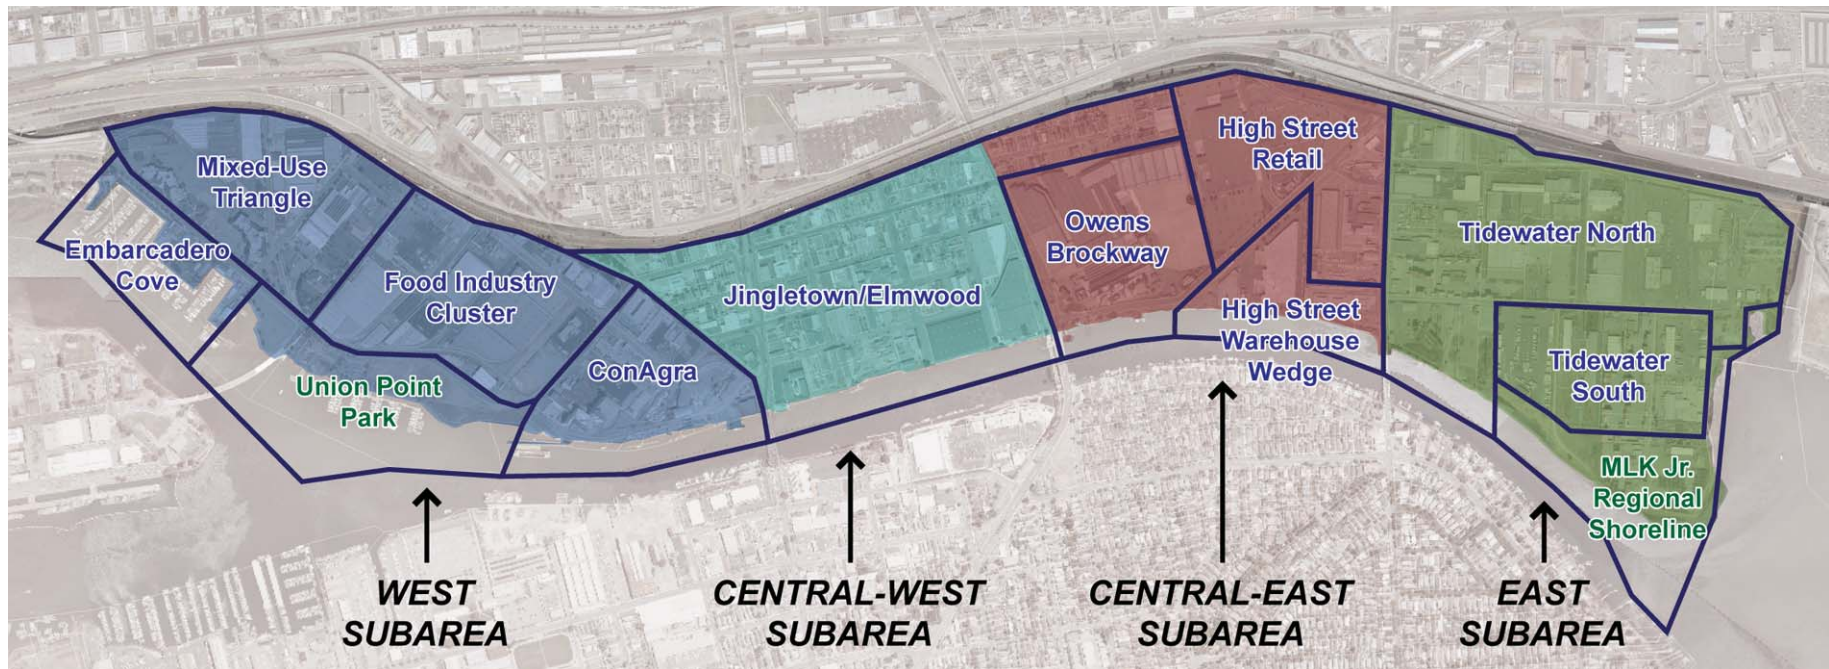 Mixed-Use
Triangle
Embarcadero
Cove
Food Industry
Cluster
Union Point
Park
ConAgra
Jingletown/Elmwood
Owens
Brockway
High Street
Retail
High Street
Warehouse
Wedge
Tidewater North
Tidewater
South
MLK Jr.
Regional
Shoreline
WEST
SUBAREA
CENTRAL-WEST
SUBAREA
CENTRAL-EAST
SUBAREA
EAST
SUBAREA